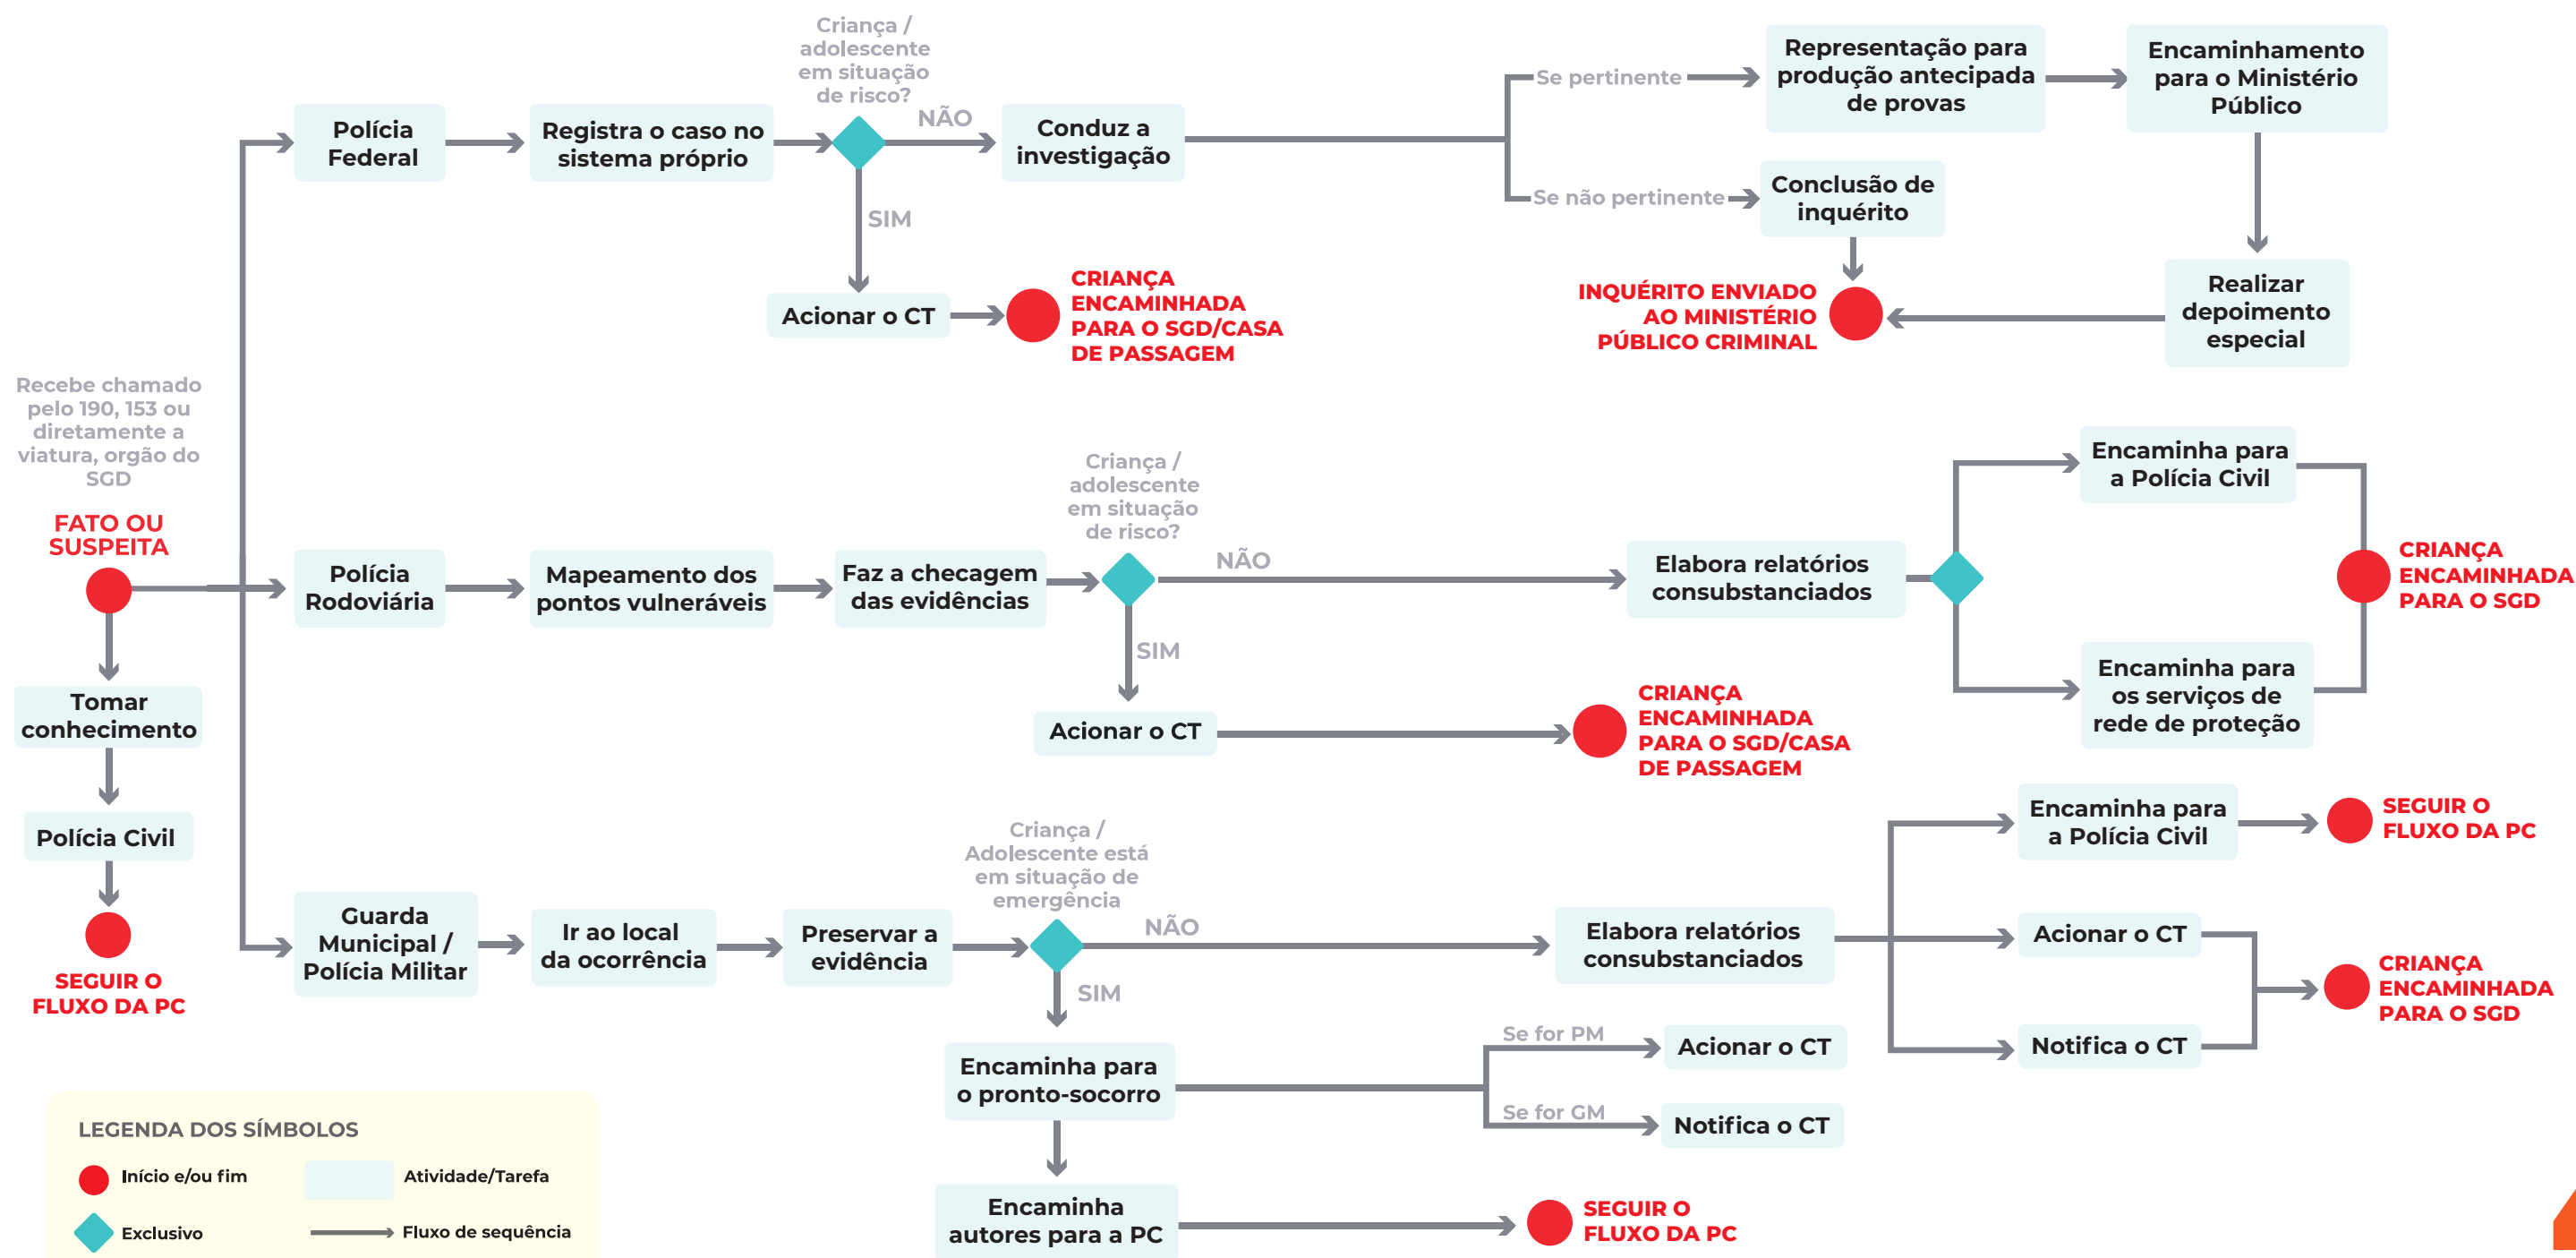 Criança /
adolescente
em situação
de risco?
Polícia
Federal
Registra o caso no
sistema próprio
NÃO
SIM
Conduz a
investigação
Se pertinente
Representação para
produção antecipada
de provas
Encaminhamento
para o Ministério
Público
Se não pertinente
Conclusão de
inquérito
Realizar
depoimento
especial
INQUÉRITO ENVIADO
AO MINISTÉRIO
PÚBLICO CRIMINAL
Acionar o CT
CRIANÇA
ENCAMINHADA
PARA O SGD/CASA
DE PASSAGEM
Recebe chamado
pelo 190, 153 ou
diretamente a
viatura, orgão do
SGD
FATO OU
SUSPEITA
Polícia
Rodoviária
Mapeamento dos
pontos vulneráveis
Faz a checagem
das evidências
Criança /
adolescente
em situação
de risco?
NÃO
SIM
Elabora relatórios
consubstanciados
Encaminha para
a Polícia Civil
Encaminha para
os serviços de
rede de proteção
CRIANÇA
ENCAMINHADA
PARA O SGD
Acionar o CT
CRIANÇA
ENCAMINHADA
PARA O SGD/CASA
DE PASSAGEM
Tomar
conhecimento
Polícia Civil
SEGUIR O
FLUXO DA PC
Guarda
Municipal /
Polícia Militar
Ir ao local
da ocorrência
Preservar a
evidência
Criança /
Adolescente está
em situação de
emergência
NÃO
SIM
Elabora relatórios
consubstanciados
Encaminha para
a Polícia Civil
SEGUIR O
FLUXO DA PC
Acionar o CT
Notifica o CT
CRIANÇA
ENCAMINHADA
PARA O SGD
Encaminha para
o pronto-socorro
Se for PM
Acionar o CT
Se for GM
Notifica o CT
Encaminha
autores para a PC
SEGUIR O
FLUXO DA PC
LEGENDA DOS SÍMBOLOS
Início e/ou fim
Atividade/Tarefa
Exclusivo
Fluxo de sequência